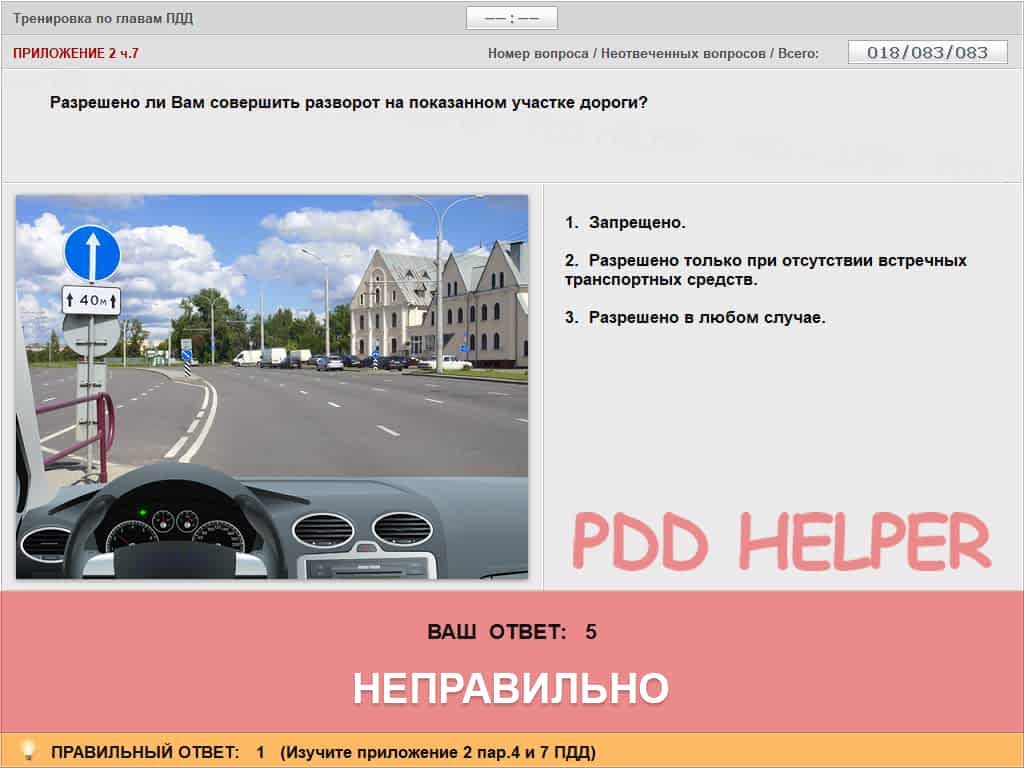 Тренировка по главам ПДД
−− : −−
ПРИЛОЖЕНИЕ 2 ч.7
Номер вопроса / Неотвеченных вопросов / Всего:
018/083/083
Разрешено ли Вам совершить разворот на показанном участке дороги?
40м
1. Запрещено.
2. Разрешено только при отсутствии встречных
транспортных средств.
3. Разрешено в любом случае.
PDD HELPER
ВАШ ОТВЕТ: 5
НЕПРАВИЛЬНО
ПРАВИЛЬНЫЙ ОТВЕТ: 1 (Изучите приложение 2 пар.4 и 7 ПДД)